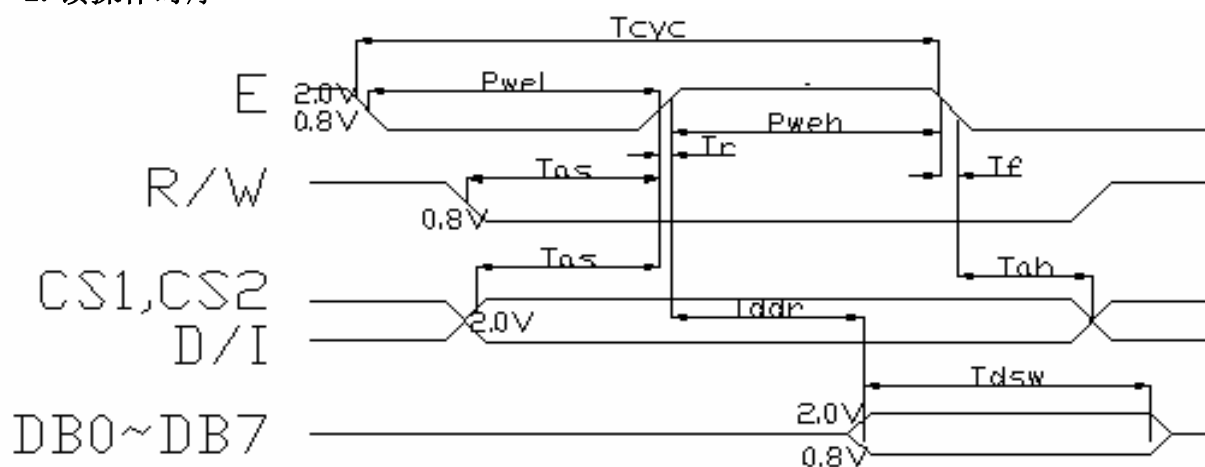 Tcyc
E
2.0V
0.8V
Pwel
Pweh
Tr
Tf
R/W
Tas
0.8V
CS1,CS2
D/I
Tas
2.0V
Tah
Tddr
DB0~DB7
2.0V
0.8V
Tdsw